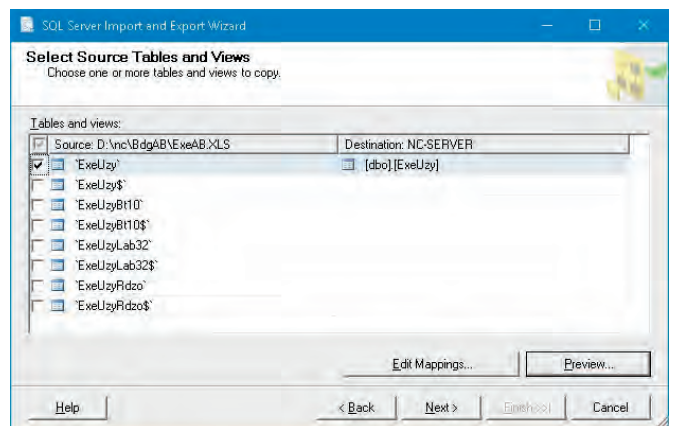 SQL Server Import and Export Wizard
Select Source Tables and Views
Choose one or more tables and views to copy.
Tables and views:
Source: D:\nc\BdgAB\ExeAB.XLS Destination: NC-SERVER
`ExeUzy` [dbo].[ExeUzy]
`ExeUzy$`
`ExeUzyBt10`
`ExeUzyBt10$`
`ExeUzyLab32`
`ExeUzyLab32$`
`ExeUzyRdzo`
`ExeUzyRdzo$`
Edit Mappings... Preview...
Help < Back Next > Finish >>| Cancel